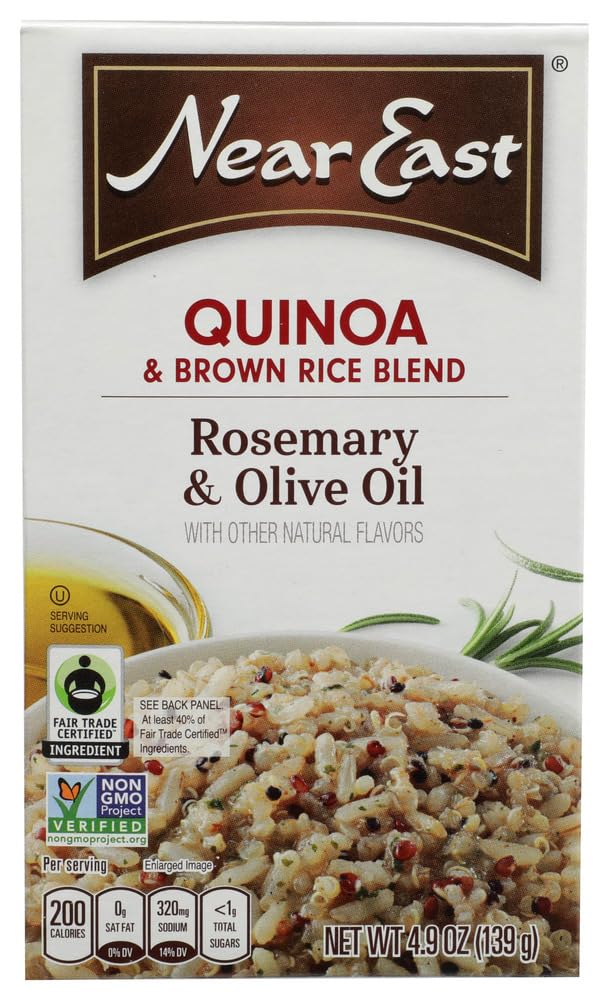 Near East®
QUINOA
& BROWN RICE BLEND
Rosemary
& Olive Oil
WITH OTHER NATURAL FLAVORS
U
SERVING
SUGGESTION
FAIR TRADE
CERTIFIED™
INGREDIENT
SEE BACK PANEL.
At least 40% of
Fair Trade Certified™
Ingredients.
NON
GMO
Project
VERIFIED
nongmoproject.org
Per serving
Enlarged Image
200
CALORIES
0g
SAT FAT
0% DV
320mg
SODIUM
14% DV
<1g
TOTAL
SUGARS
NET WT 4.9 OZ (139 g)